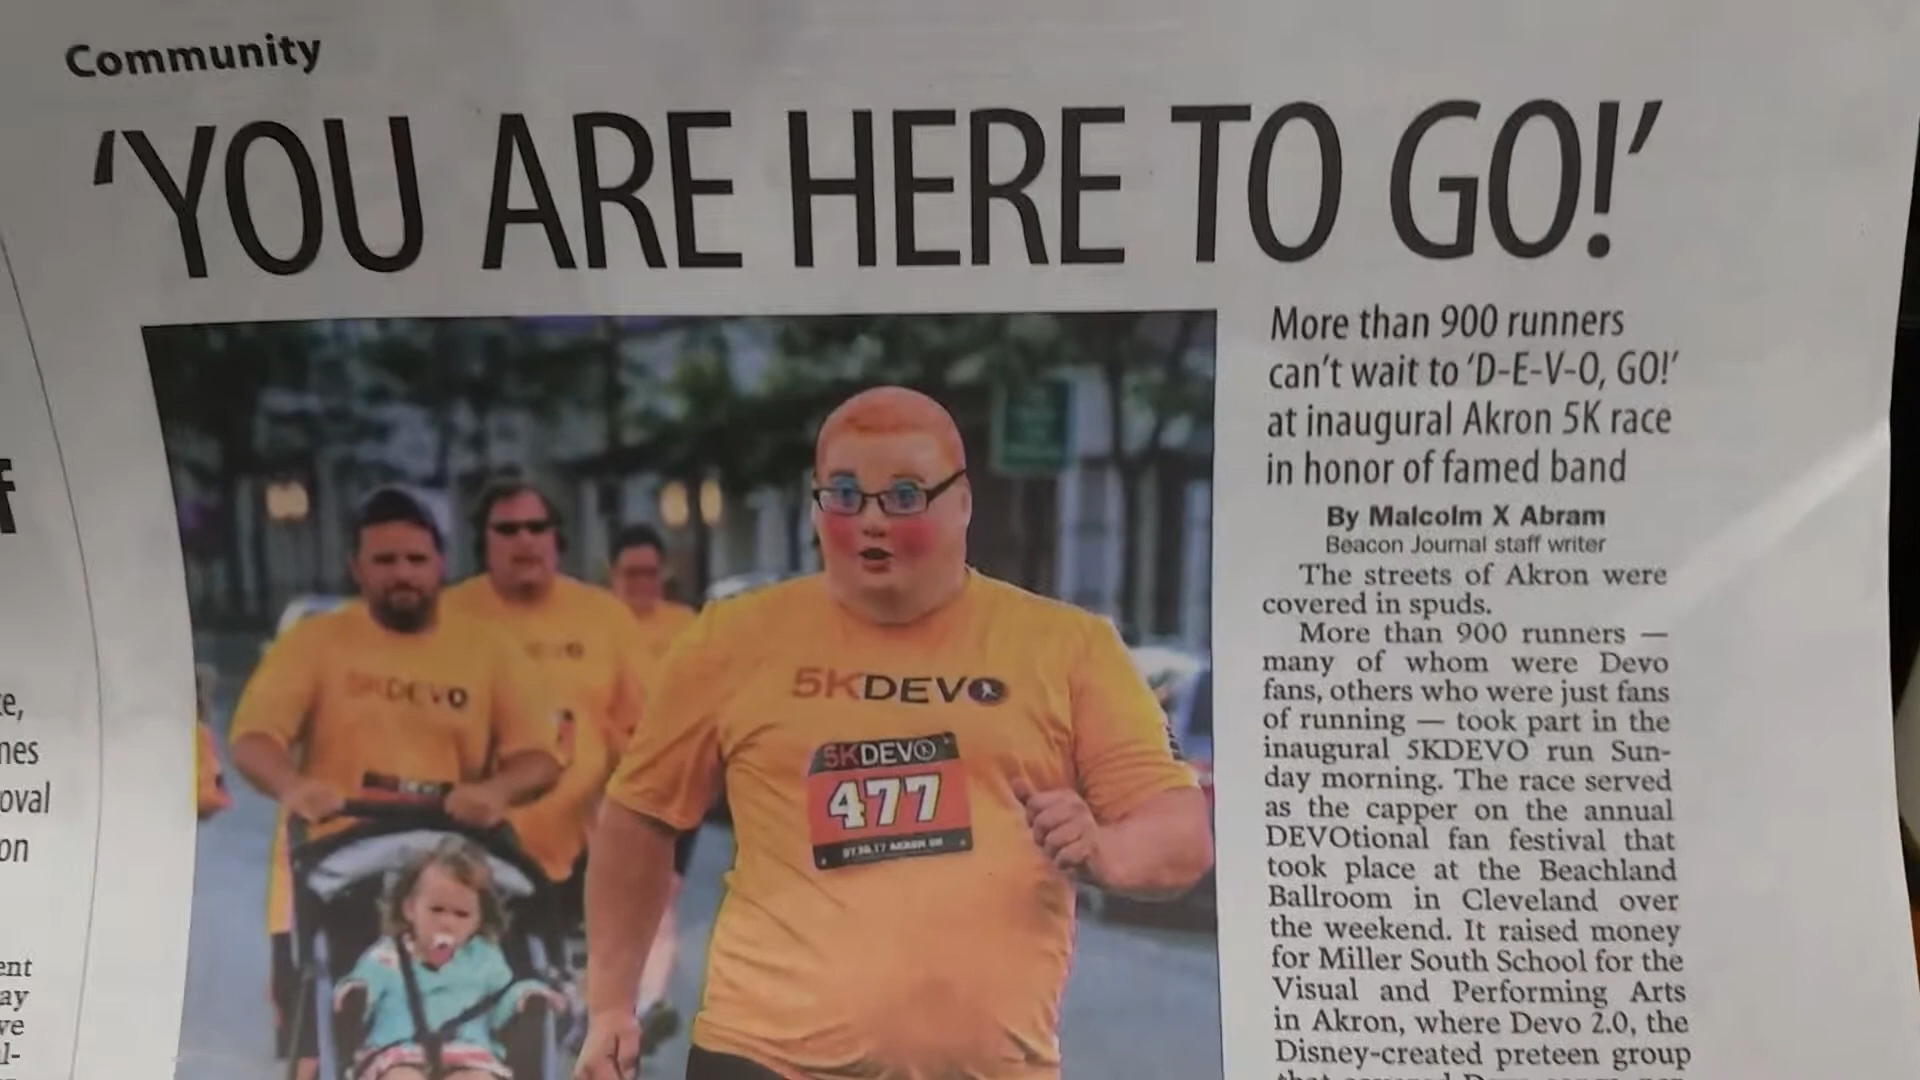 Community
'YOU ARE HERE TO GO!'
More than 900 runners
can't wait to 'D-E-V-O, GO!'
at inaugural Akron 5K race
in honor of famed band
By Malcolm X Abram
Beacon Journal staff writer
The streets of Akron were
covered in spuds.
More than 900 runners —
many of whom were Devo
fans, others who were just fans
of running — took part in the
inaugural 5KDEVO run Sun-
day morning. The race served
as the capper on the annual
DEVOtional fan festival that
took place at the Beachland
Ballroom in Cleveland over
the weekend. It raised money
for Miller South School for the
Visual and Performing Arts
in Akron, where Devo 2.0, the
Disney-created preteen group
5KDEVO
5KDEVO
5KDEVO
477
f
e,
nes
oval
on
ent
ay
ve
l-